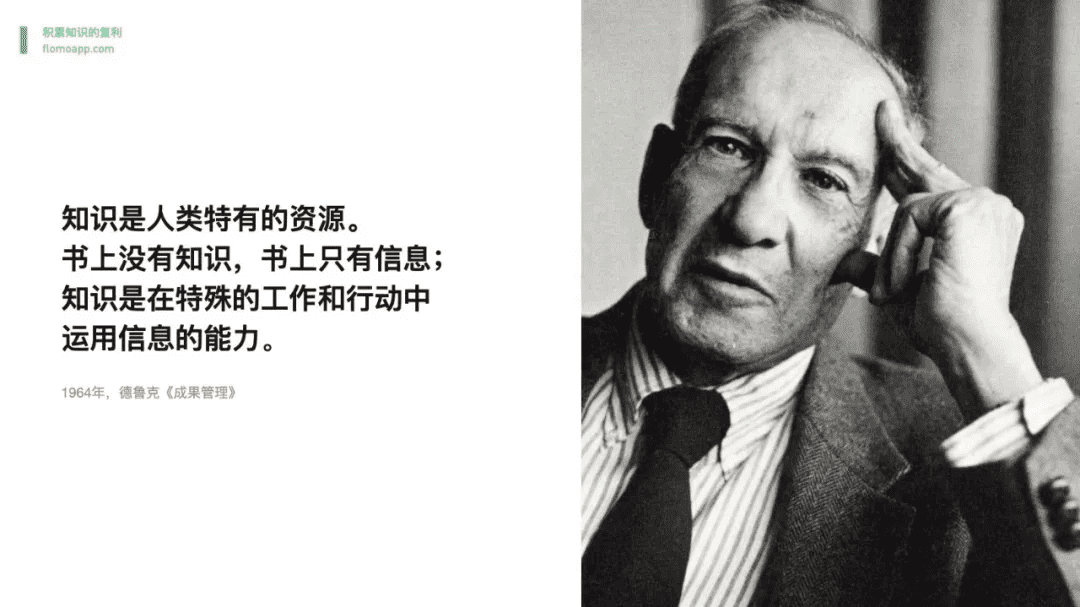 积累知识的复利
flomoapp.com
知识是人类特有的资源。
书上没有知识，书上只有信息；
知识是在特殊的工作和行动中
运用信息的能力。
1964年，德鲁克《成果管理》